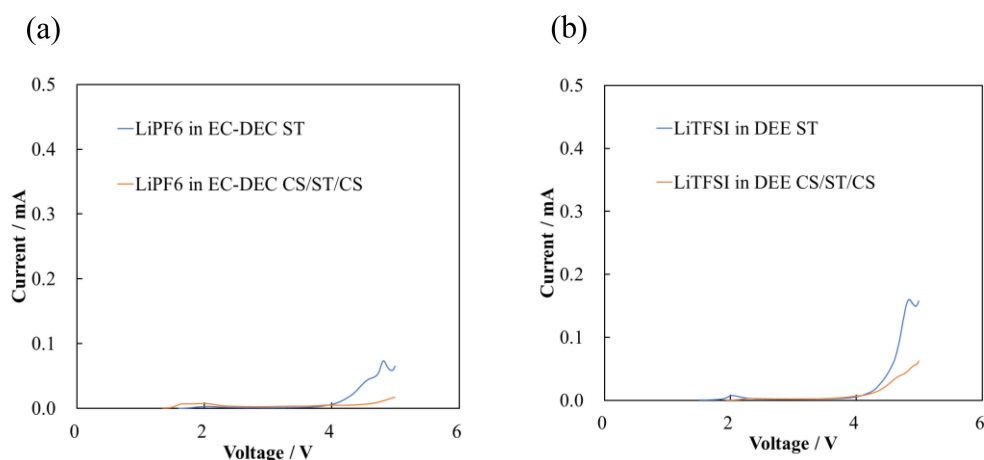 (a)
(b)
0.5
0.4
0.3
0.2
0.1
0.0
Current / mA
LiPF6 in EC-DEC ST
LiPF6 in EC-DEC CS/ST/CS
0
2
4
6
Voltage / V
0.5
0.4
0.3
0.2
0.1
0.0
Current / mA
LiTFSI in DEE ST
LiTFSI in DEE CS/ST/CS
0
2
4
6
Voltage / V